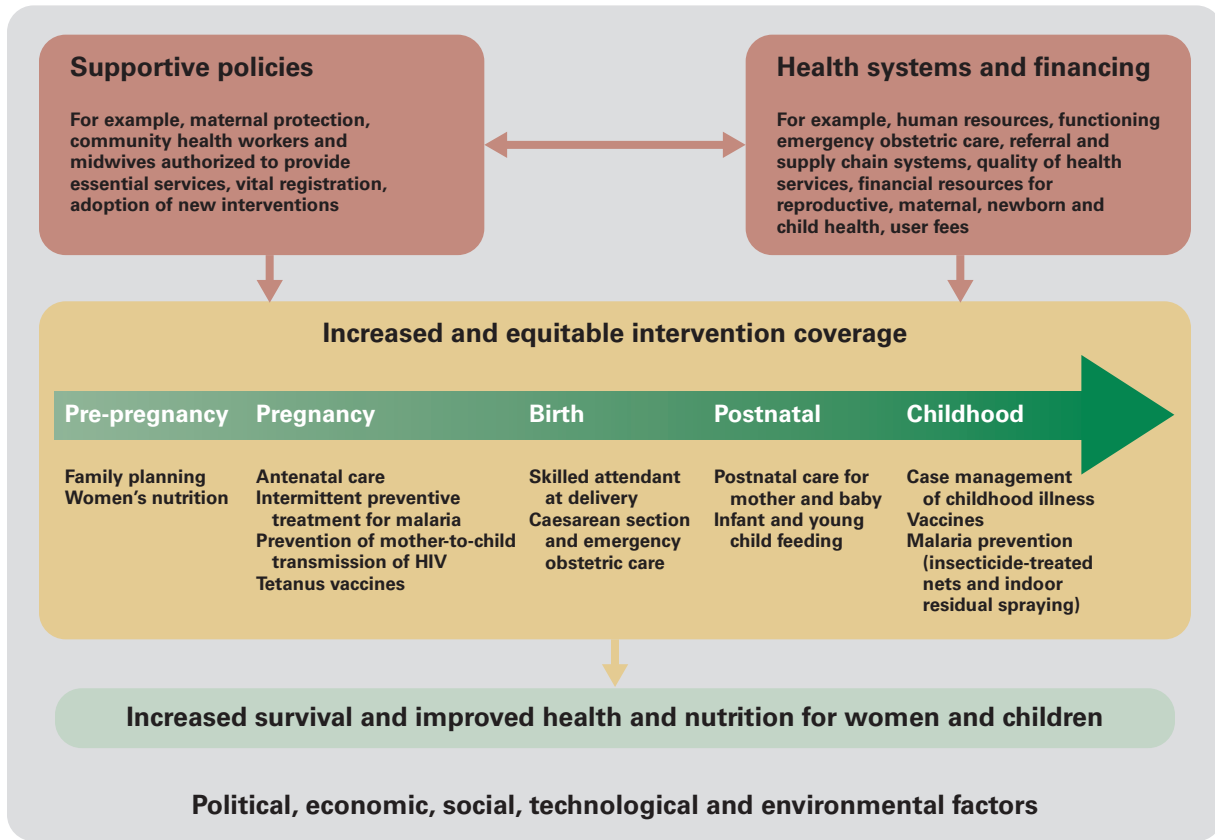 Supportive policies
For example, maternal protection,
community health workers and
midwives authorized to provide
essential services, vital registration,
adoption of new interventions
Health systems and financing
For example, human resources, functioning
emergency obstetric care, referral and
supply chain systems, quality of health
services, financial resources for
reproductive, maternal, newborn and
child health, user fees
Increased and equitable intervention coverage
Pre-pregnancy
Family planning
Women’s nutrition
Pregnancy
Antenatal care
Intermittent preventive
treatment for malaria
Prevention of mother-to-child
transmission of HIV
Tetanus vaccines
Birth
Skilled attendant
at delivery
Caesarean section
and emergency
obstetric care
Postnatal
Postnatal care for
mother and baby
Infant and young
child feeding
Childhood
Case management
of childhood illness
Vaccines
Malaria prevention
(insecticide-treated
nets and indoor
residual spraying)
Increased survival and improved health and nutrition for women and children
Political, economic, social, technological and environmental factors